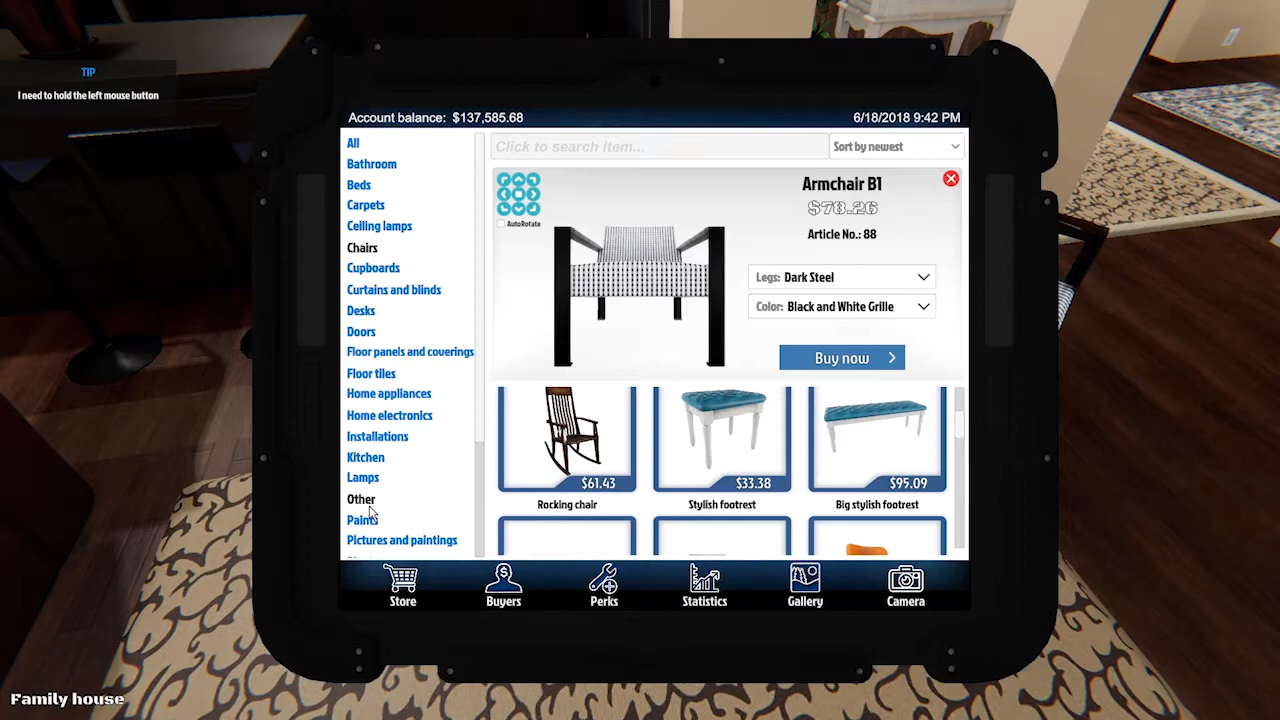 TIP
I need to hold the left mouse button
Account balance: $137,585.68
6/18/2018 9:42 PM
All
Bathroom
Beds
Carpets
Ceiling lamps
Chairs
Cupboards
Curtains and blinds
Desks
Doors
Floor panels and coverings
Floor tiles
Home appliances
Home electronics
Installations
Kitchen
Lamps
Other
Paints
Pictures and paintings
Click to search item...
Sort by newest
AutoRotate
Armchair B1
$78.26
Article No.: 88
Legs: Dark Steel
Color: Black and White Grille
Buy now
$61.43
$33.38
$95.09
Rocking chair
Stylish footrest
Big stylish footrest
Store
Buyers
Perks
Statistics
Gallery
Camera
Family house